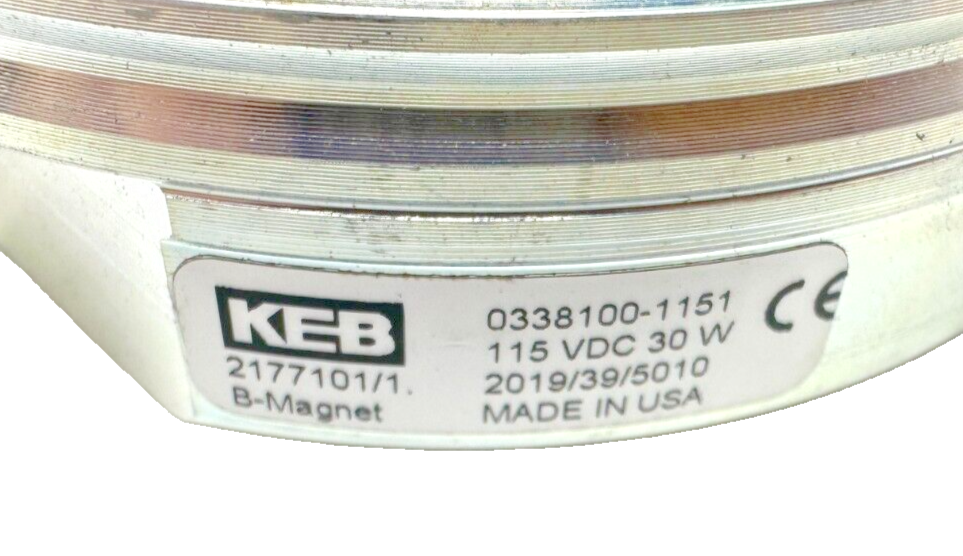 KEB
2177101/1.
B-Magnet
0338100-1151
115 VDC 30 W
2019/39/5010
MADE IN USA
CE